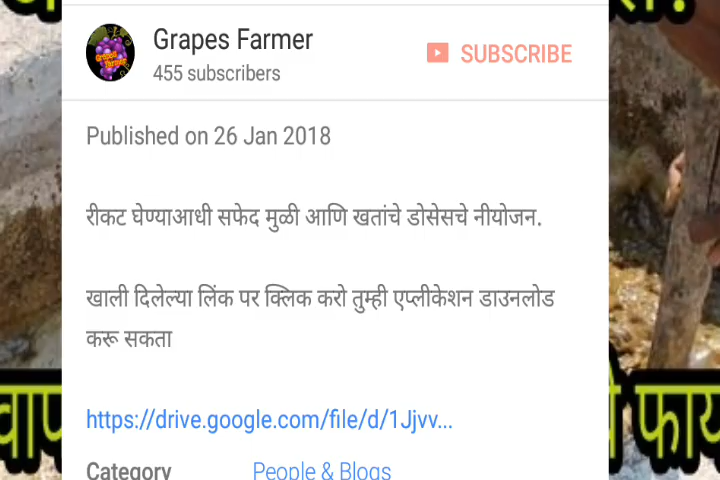 Grapes Farmer
455 subscribers
SUBSCRIBE
Published on 26 Jan 2018
रीकट घेण्याआधी सफेद मुळी आणि खतांचे डोसेसचे नीयोजन.
खाली दिलेल्या लिंक पर क्लिक करो तुम्ही एप्लीकेशन डाउनलोड
करू सकता
https://drive.google.com/file/d/1Jjvv...
Category
People & Blogs